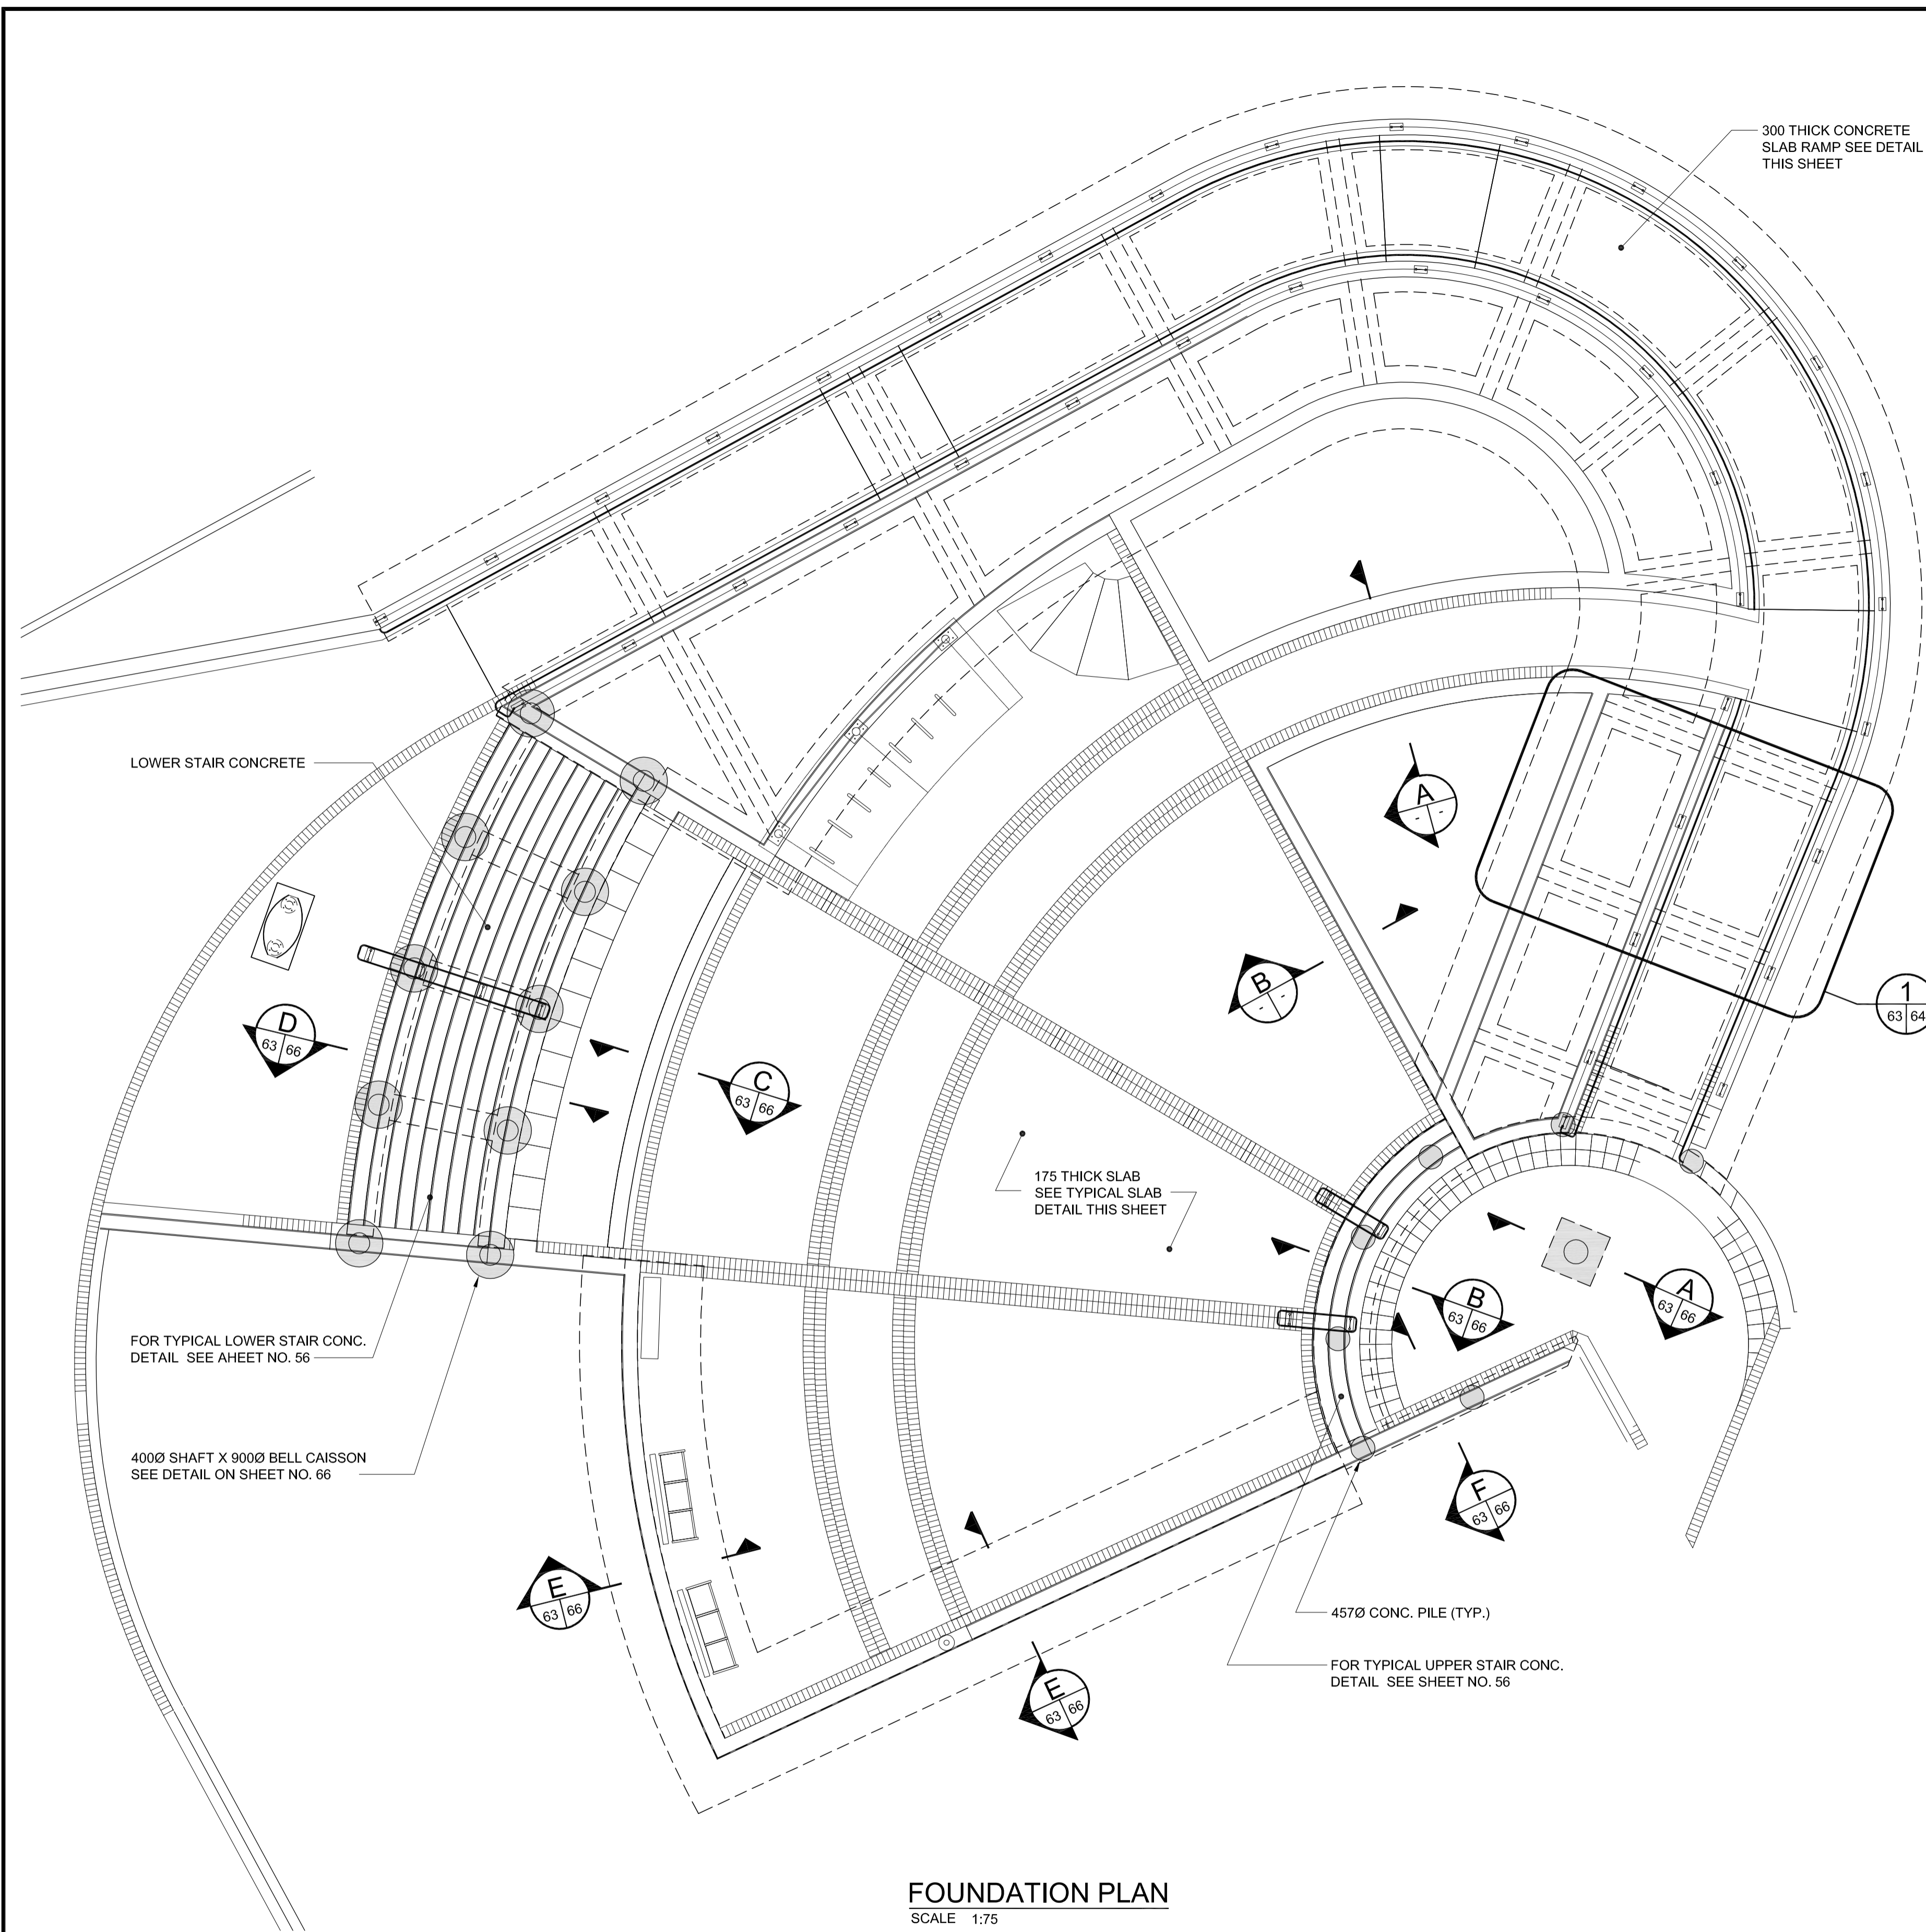 300 THICK CONCRETE
SLAB RAMP SEE DETAIL
THIS SHEET
LOWER STAIR CONCRETE
A
- -
B
- -
1
63 64
D
63 66
C
63 66
175 THICK SLAB
SEE TYPICAL SLAB
DETAIL THIS SHEET
B
63 66
A
63 66
FOR TYPICAL LOWER STAIR CONC.
DETAIL SEE AHEET NO. 56
400Ø SHAFT X 900Ø BELL CAISSON
SEE DETAIL ON SHEET NO. 66
F
63 66
E
63 66
457Ø CONC. PILE (TYP.)
FOR TYPICAL UPPER STAIR CONC.
DETAIL SEE SHEET NO. 56
E
63 66
FOUNDATION PLAN
SCALE 1:75